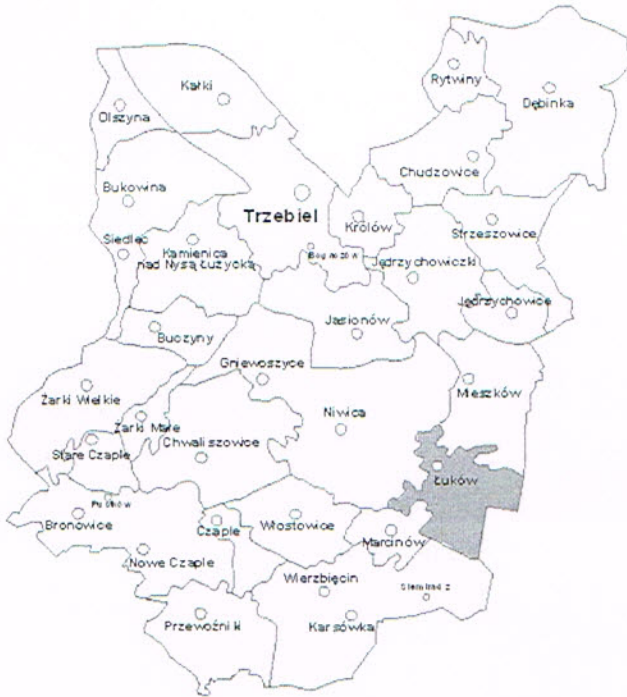 Rytwiny
Kałki
Dębinka
Olszyna
Chudzowice
Bukowina
Trzebiel
Królów
Strzeszowice
Siedlec
Kamienica
nad Nysą Łużycką
Jędrzychowiczki
Jędrzychowice
Jasionów
Buczyny
Gniewoszyce
Żarki Wielkie
Mieszków
Żarki Małe
Niwica
Stare Czaple
Chwaliszowice
Łuków
Bronowice
Czaple
Włostowice
Marcinów
Nowe Czaple
Wierzbięcin
Przewoźnik
Karsówka